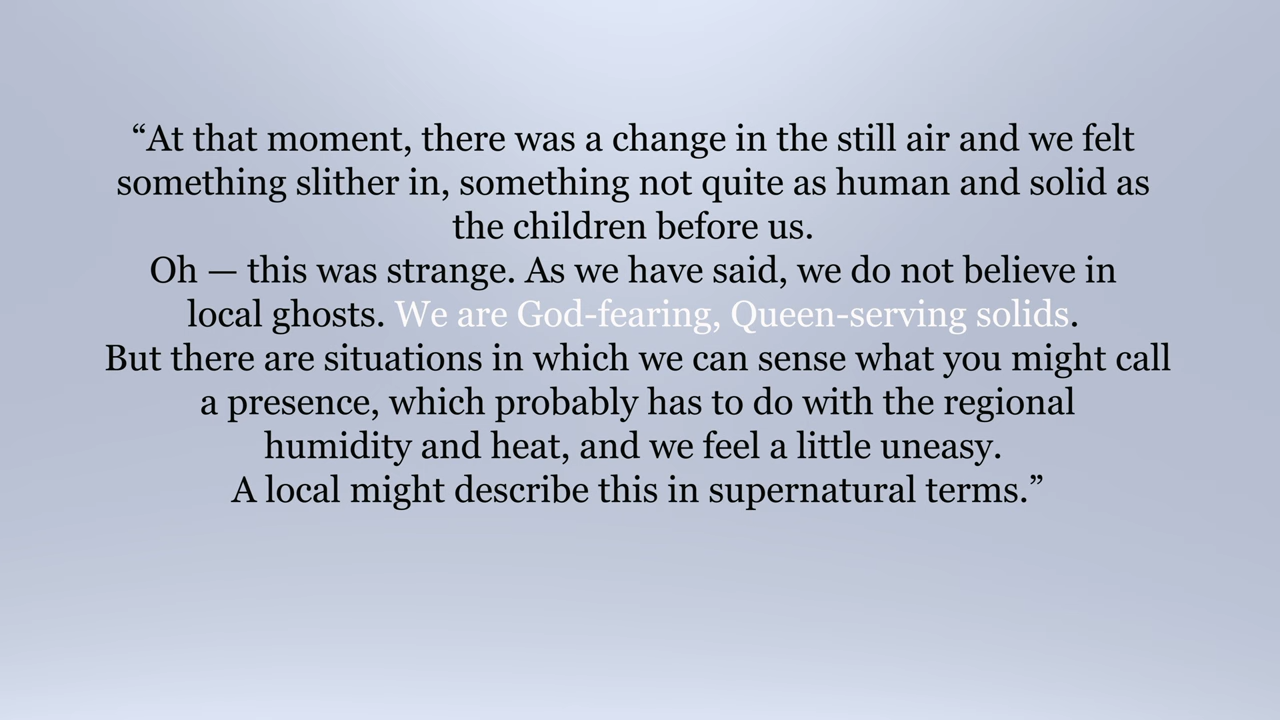 “At that moment, there was a change in the still air and we felt
something slither in, something not quite as human and solid as
the children before us.
Oh — this was strange. As we have said, we do not believe in
local ghosts. We are God-fearing, Queen-serving solids.
But there are situations in which we can sense what you might call
a presence, which probably has to do with the regional
humidity and heat, and we feel a little uneasy.
A local might describe this in supernatural terms.”